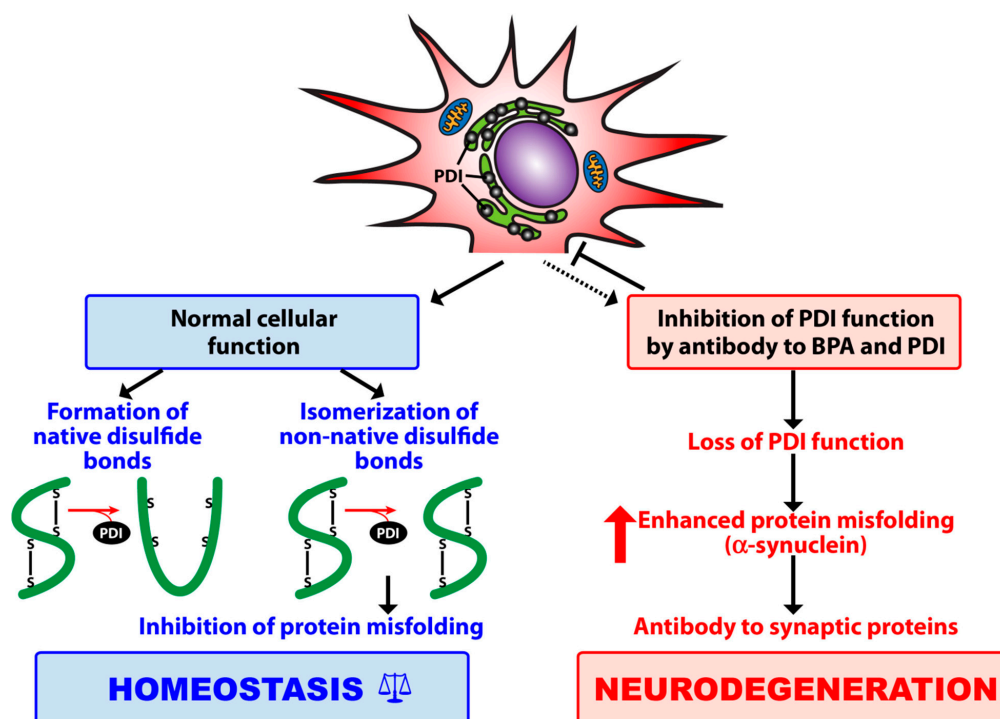 PDI
Normal cellular
function
Inhibition of PDI function
by antibody to BPA and PDI
Formation of
native disulfide
bonds
Isomerization of
non-native disulfide
bonds
Loss of PDI function
S
S
S
S
PDI
S
S
S
S
S
S
S
S
PDI
S
S
S
S
Enhanced protein misfolding
(α-synuclein)
Inhibition of protein misfolding
Antibody to synaptic proteins
HOMEOSTASIS
NEURODEGENERATION